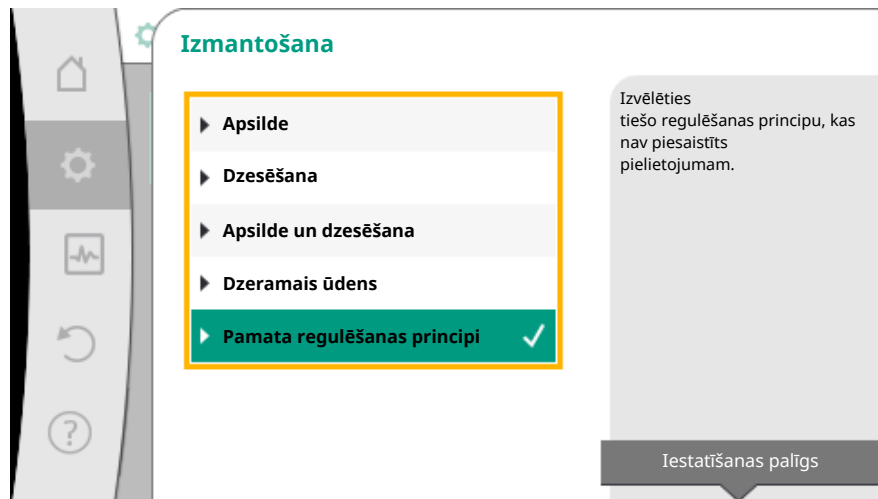 Izmantošana
Apsilde
Dzesēšana
Apsilde un dzesēšana
Dzeramais ūdens
Pamata regulēšanas principi
Izvēlēties
tiešo regulēšanas principu, kas
nav piesaistīts
pielietojumam.
Iestatīšanas palīgs